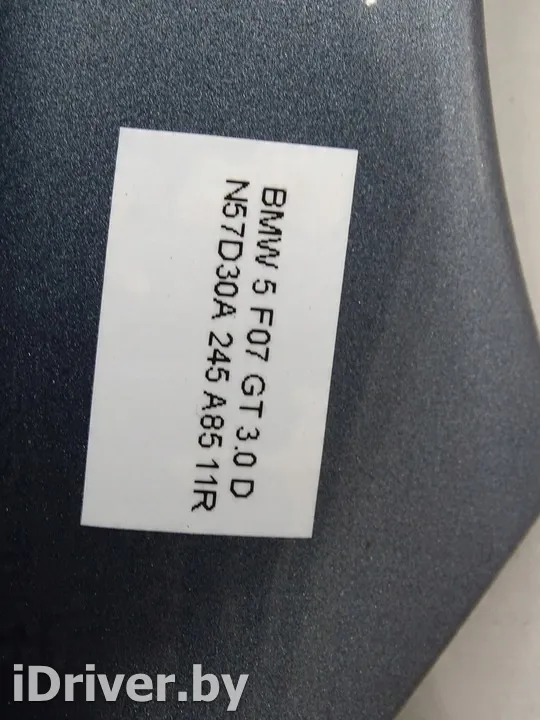 BMW 5 F07 GT 3.0 D
N57D30A 245 A85 11R
iDriver.by